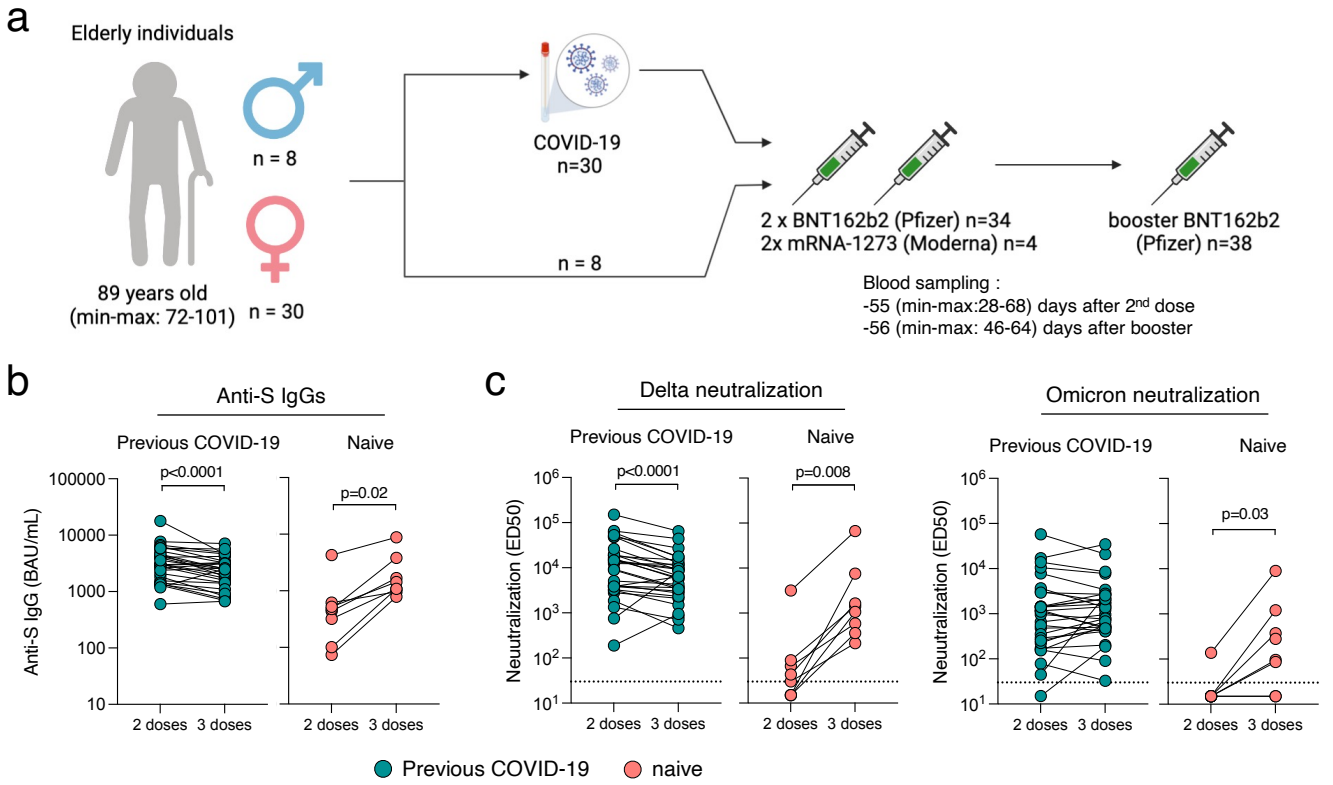 a
Elderly individuals
n = 8
89 years old
(min-max: 72-101)
n = 30
COVID-19
n=30
n = 8
2 x BNT162b2 (Pfizer) n=34
2x mRNA-1273 (Moderna) n=4
booster BNT162b2
(Pfizer) n=38
Blood sampling :
-55 (min-max:28-68) days after 2nd dose
-56 (min-max: 46-64) days after booster
b
Anti-S IgGs
Previous COVID-19
Naive
p<0.0001
p=0.02
Anti-S IgG (BAU/mL)
100000
10000
1000
100
10
2 doses
3 doses
2 doses
3 doses
c
Delta neutralization
Previous COVID-19
Naive
p<0.0001
p=0.008
Neuutralization (ED50)
10⁶
10⁵
10⁴
10³
10²
10¹
2 doses
3 doses
2 doses
3 doses
Omicron neutralization
Previous COVID-19
Naive
p=0.03
Neuutralization (ED50)
10⁶
10⁵
10⁴
10³
10²
10¹
2 doses
3 doses
2 doses
3 doses
Previous COVID-19
naive